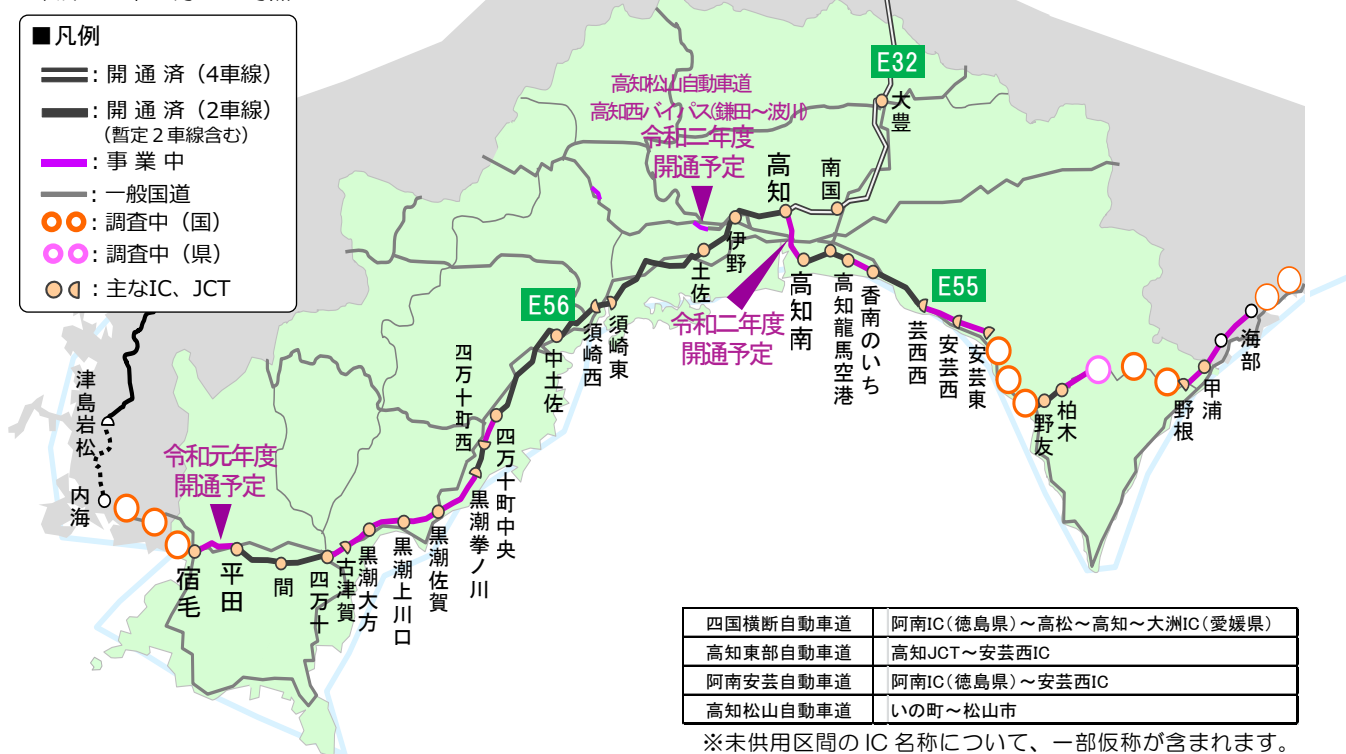 ■凡例
：開通済（4車線）
：開通済（2車線）
（暫定２車線含む）
：事業中
：一般国道
：調査中（国）
：調査中（県）
：主なIC、JCT
E32
大豊
高知松山自動車道
高知西バイパス(鎌田～波川)
令和二年度
開通予定
高知
南国
伊野
土佐
高知南
高知龍馬空港
香南のいち
E55
芸西西
安芸西
安芸東
令和二年度
開通予定
E56
須崎東
須崎西
中土佐
四万十町西
四万十町中央
黒潮拳ノ川
黒潮佐賀
黒潮上川口
黒潮大方
古津賀
四万十
間
平田
宿毛
令和元年度
開通予定
津島岩松
内海
野友
柏木
野根
甲浦
海部
四国横断自動車道 阿南IC（徳島県）～高松～高知～大洲IC（愛媛県）
高知東部自動車道 高知JCT～安芸西IC
阿南安芸自動車道 阿南IC（徳島県）～安芸西IC
高知松山自動車道 いの町～松山市
※未供用区間の IC 名称について、一部仮称が含まれます。